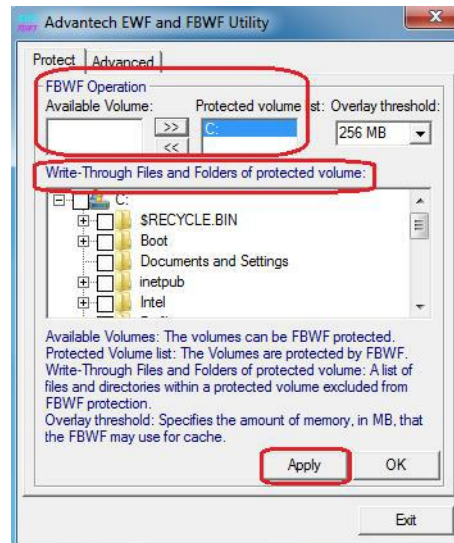 Advantech EWF and FBWF Utility
Protect Advanced
FBWF Operation
Available Volume: Protected volume st: Overlay threshold:
>> C: 256 MB
<<
Write-Through Files and Folders of protected volume:
C:
$RECYCLE.BIN
Boot
Documents and Settings
inetpub
Intel
Available Volumes: The volumes can be FBWF protected.
Protected Volume list: The Volumes are protected by FBWF.
Write-Through Files and Folders of protected volume: A list of
files and directories within a protected volume excluded from
FBWF protection.
Overlay threshold: Specifies the amount of memory, in MB, that
the FBWF may use for cache.
Apply OK
Exit